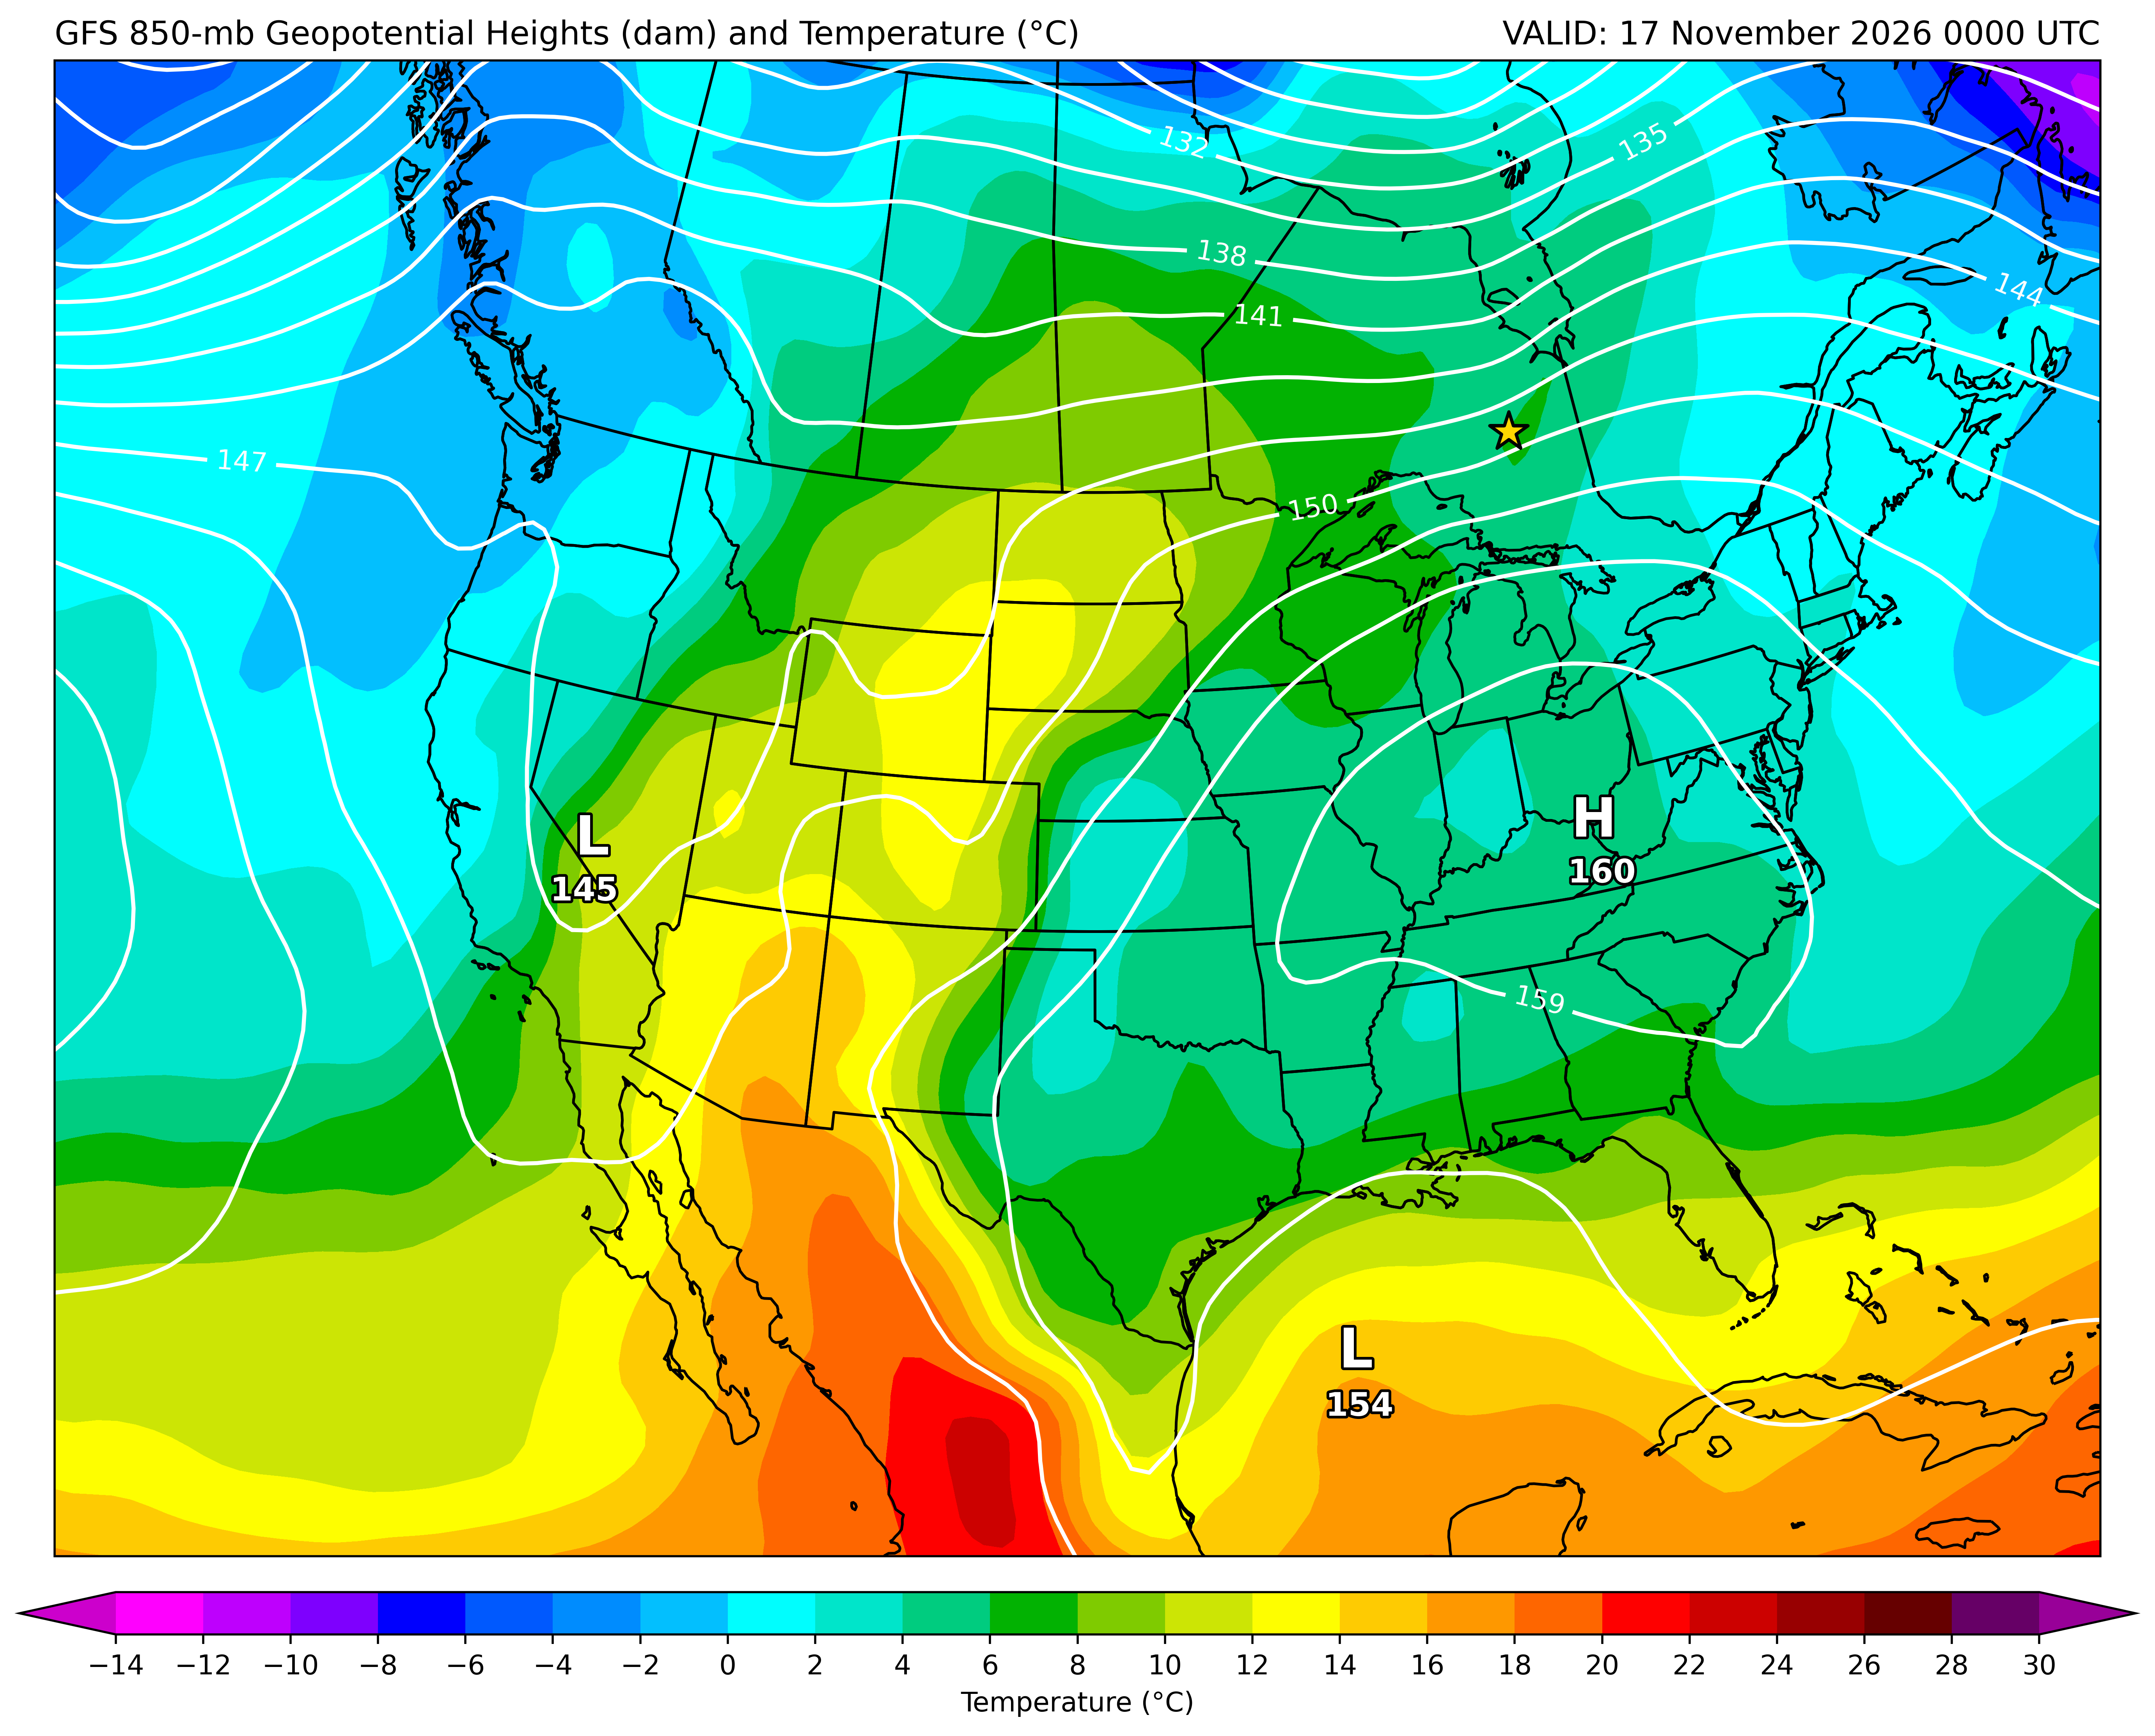 GFS 850-mb Geopotential Heights (dam) and Temperature (°C) VALID: 17 November 2026 0000 UTC
132
135
138
144
141
147
150
L
145
H
160
159
L
154
−14 −12 −10 −8 −6 −4 −2 0 2 4 6 8 10 12 14 16 18 20 22 24 26 28 30
Temperature (°C)